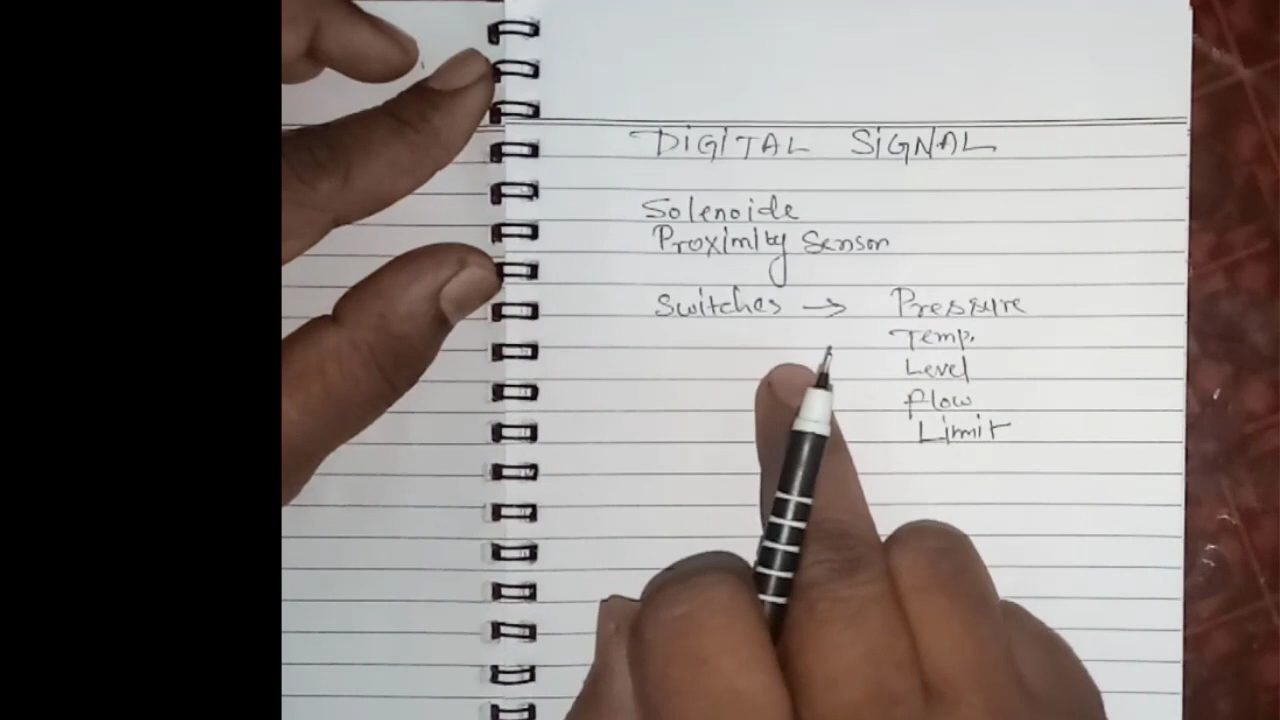 DIGITAL SIGNAL
Solenoide
Proximity Sensor
Switches → Pressure
Temp.
Level
flow
Limit